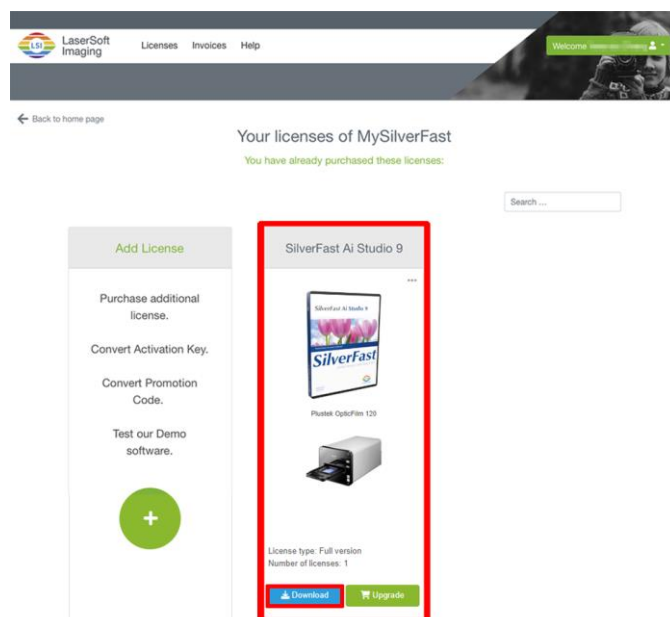 LSI
LaserSoft
Imaging
Licenses Invoices Help
Welcome
Back to home page
Your licenses of MySilverFast
You have already purchased these licenses:
Search ...
Add License
Purchase additional
license.
Convert Activation Key.
Convert Promotion
Code.
Test our Demo
software.
+
SilverFast Ai Studio 9
...
SilverFast Ai Studio 9
SilverFast
Plustek OpticFilm 120
License type: Full version
Number of licenses: 1
Download
Upgrade